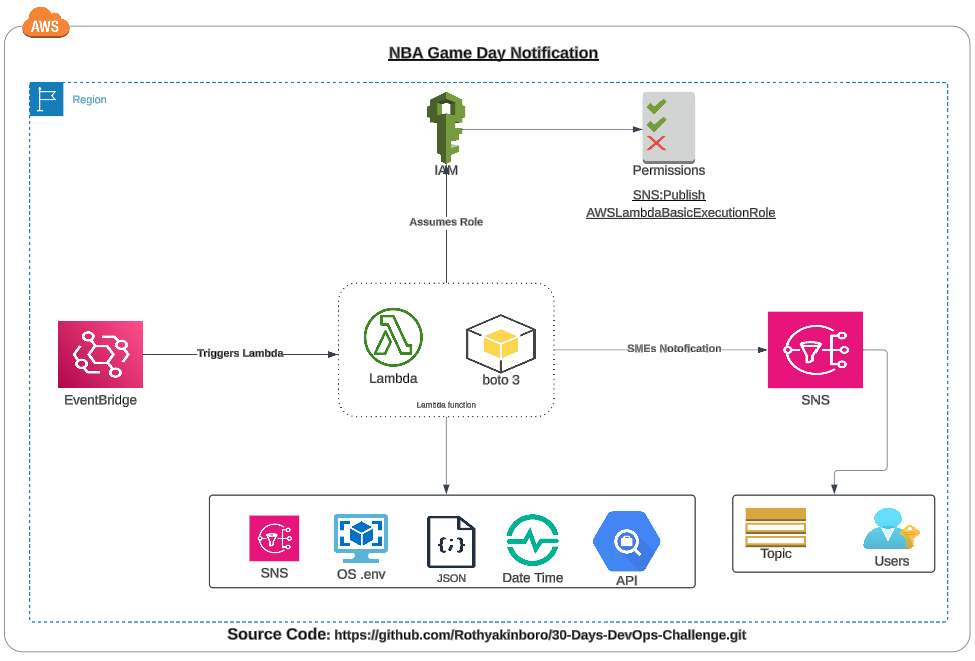 AWS
NBA Game Day Notification
Region
IAM
Permissions
SNS:Publish
AWSLambdaBasicExecutionRole
Assumes Role
Triggers Lambda
EventBridge
Lambda
boto 3
Lambda function
SMEs Notofication
SNS
SNS
OS .env
{;}
JSON
Date Time
API
Topic
Users
Source Code: https://github.com/Rothyakinboro/30-Days-DevOps-Challenge.git